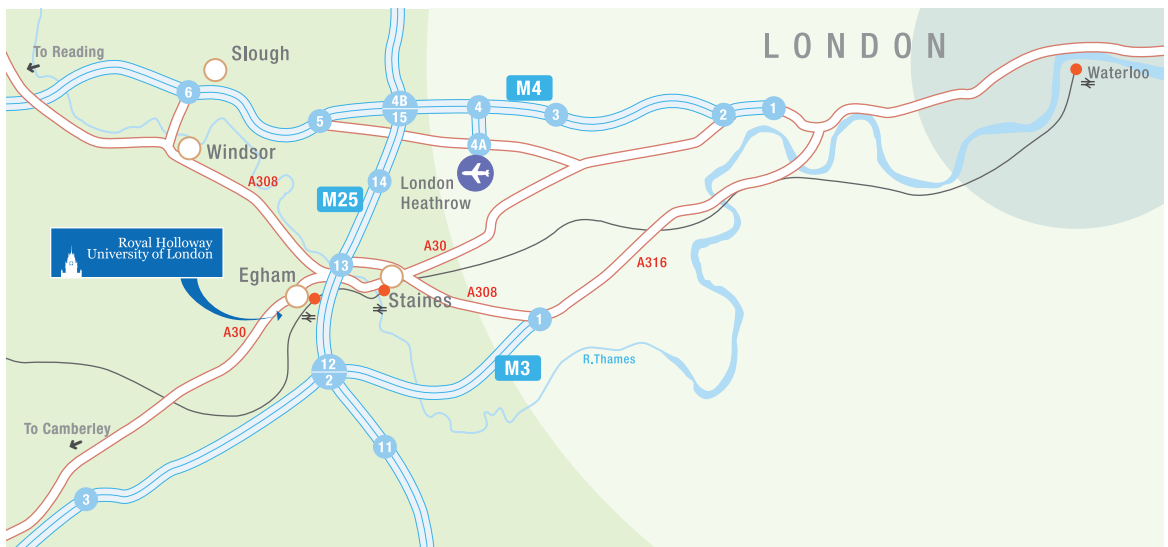 LONDON
To Reading
Slough
Waterloo
M4
6
5
4B
15
4
3
2
1
4A
Windsor
A308
14
London
Heathrow
M25
Royal Holloway
University of London
A30
A316
13
Egham
Staines
A308
A30
1
R.Thames
12
2
M3
To Camberley
11
3